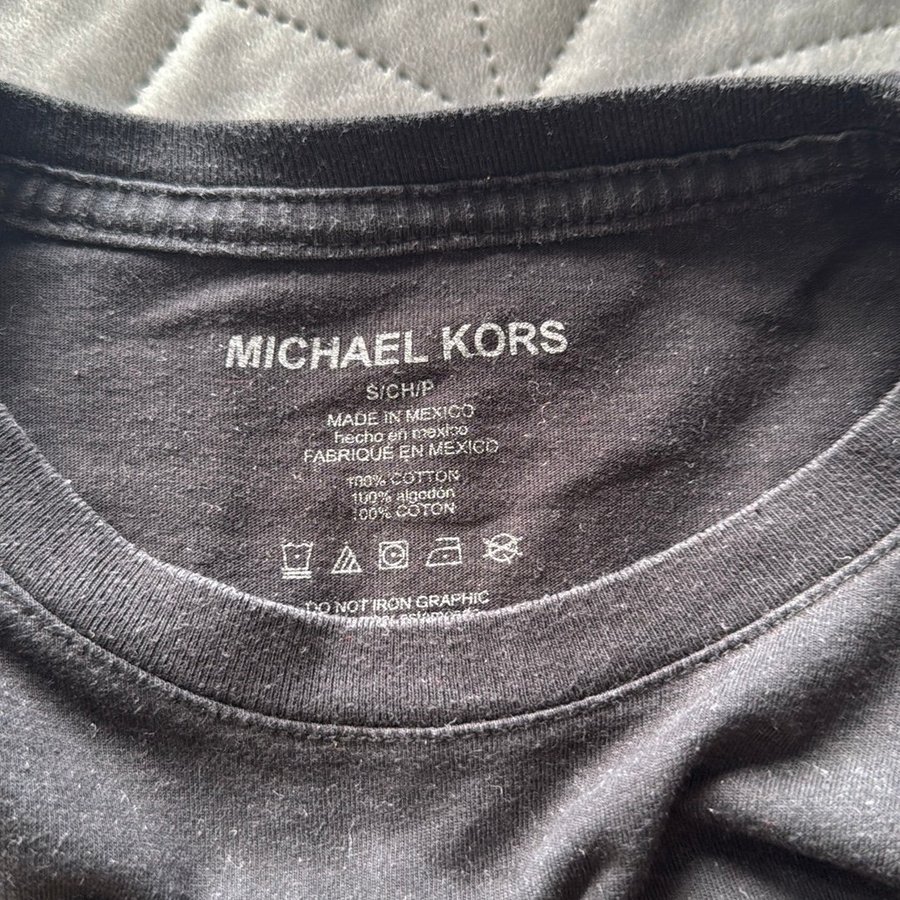 MICHAEL KORS
S/CH/P
MADE IN MEXICO
hecho en mexico
FABRIQUÉ EN MEXICO
100% COTTON
100% algodón
100% COTON
DO NOT IRON GRAPHIC